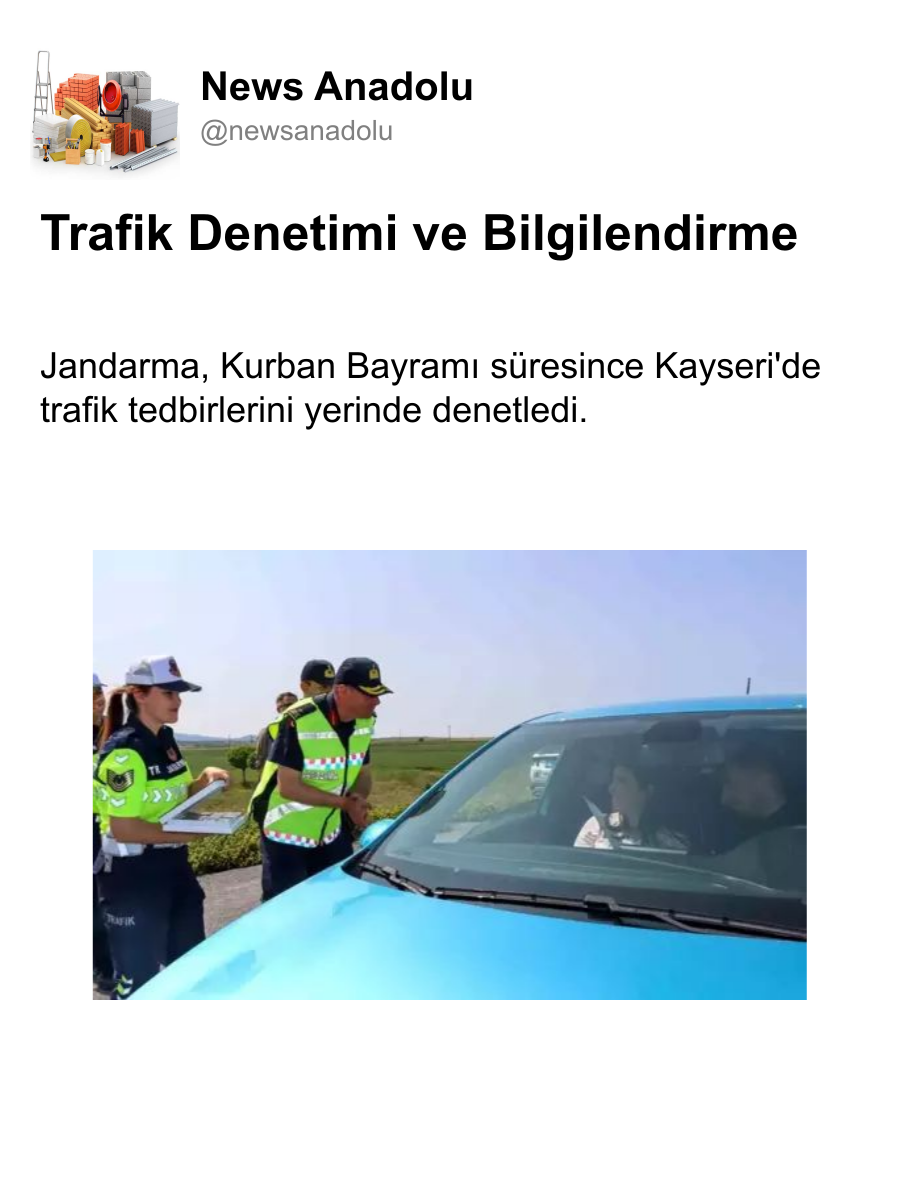 News Anadolu
@newsanadolu
Trafik Denetimi ve Bilgilendirme
Jandarma, Kurban Bayramı süresince Kayseri'de
trafik tedbirlerini yerinde denetledi.
TRAFİK